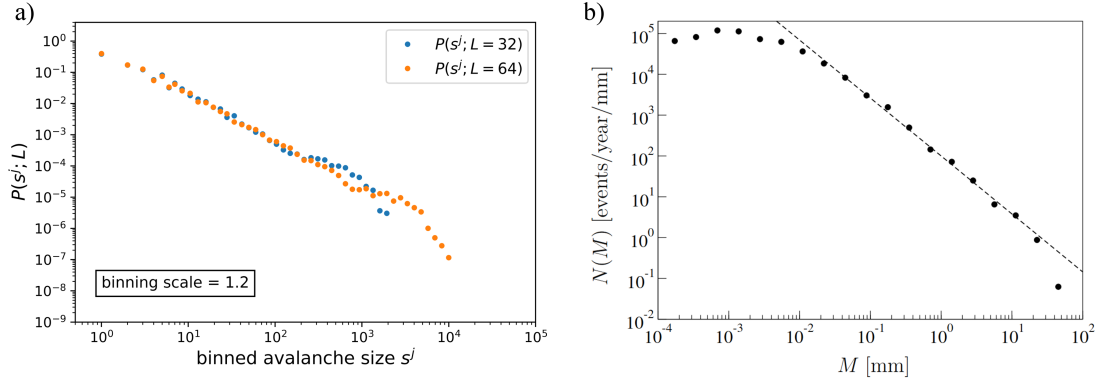 a)
10^0
10^-1
10^-2
10^-3
10^-4
10^-5
10^-6
10^-7
10^-8
10^-9
P(s^j; L)
P(s^j; L = 32)
P(s^j; L = 64)
binning scale = 1.2
10^0 10^1 10^2 10^3 10^4 10^5
binned avalanche size s^j
b)
10^5
10^4
10^3
10^2
10^1
10^0
10^-1
10^-2
N(M) [events/year/mm]
10^-4 10^-3 10^-2 10^-1 10^0 10^1 10^2
M [mm]